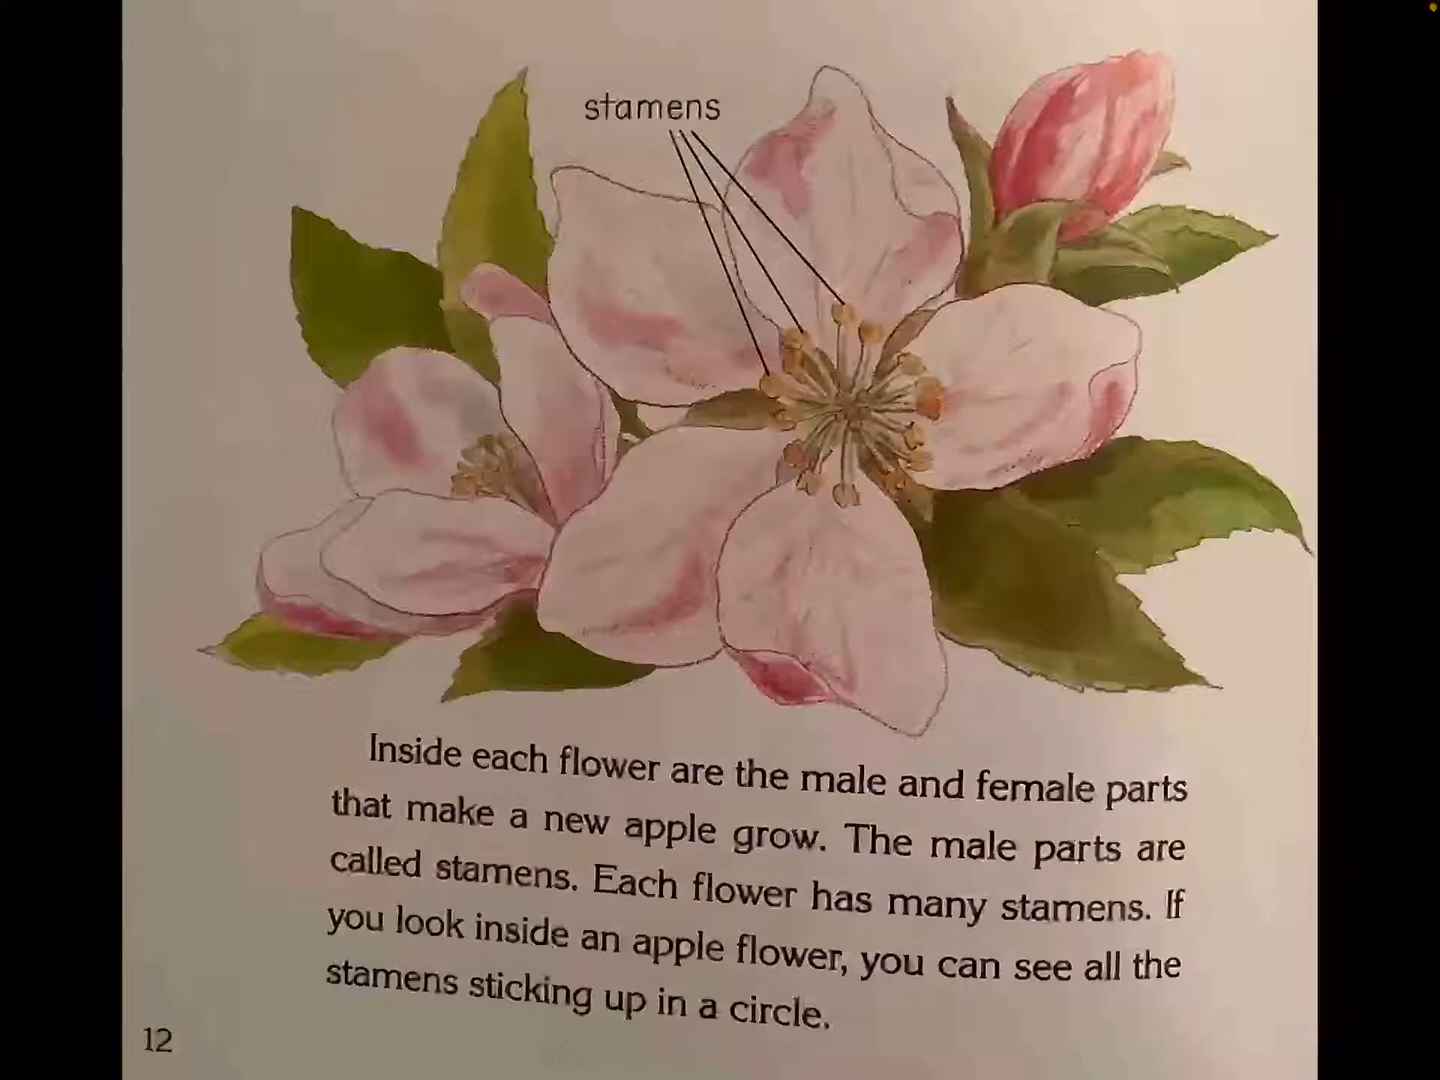 stamens
Inside each flower are the male and female parts
that make a new apple grow. The male parts are
called stamens. Each flower has many stamens. If
you look inside an apple flower, you can see all the
stamens sticking up in a circle.
12